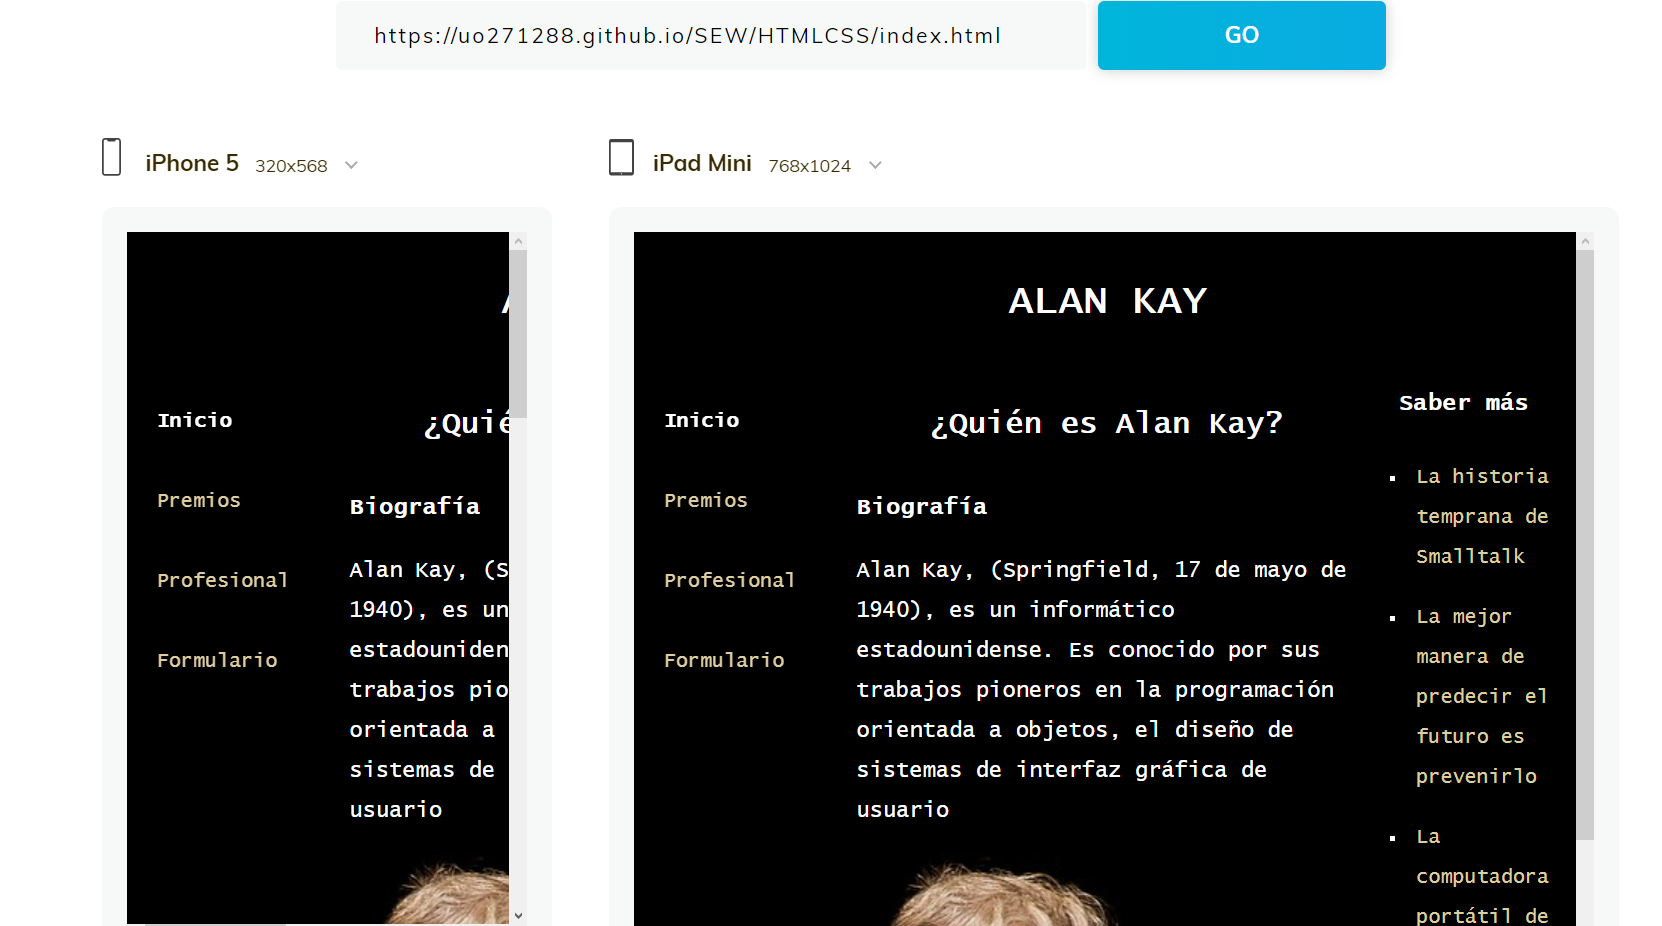 https://uo271288.github.io/SEW/HTMLCSS/index.html
GO
iPhone 5 320x568
iPad Mini 768x1024
Inicio
Premios
Profesional
Formulario
¿Quié
Biografía
Alan Kay, (S
1940), es un
estadouniden
trabajos pio
orientada a
sistemas de
usuario
ALAN KAY
Inicio
Premios
Profesional
Formulario
¿Quién es Alan Kay?
Biografía
Alan Kay, (Springfield, 17 de mayo de
1940), es un informático
estadounidense. Es conocido por sus
trabajos pioneros en la programación
orientada a objetos, el diseño de
sistemas de interfaz gráfica de
usuario
Saber más
La historia
temprana de
Smalltalk
La mejor
manera de
predecir el
futuro es
prevenirlo
La
computadora
portátil de